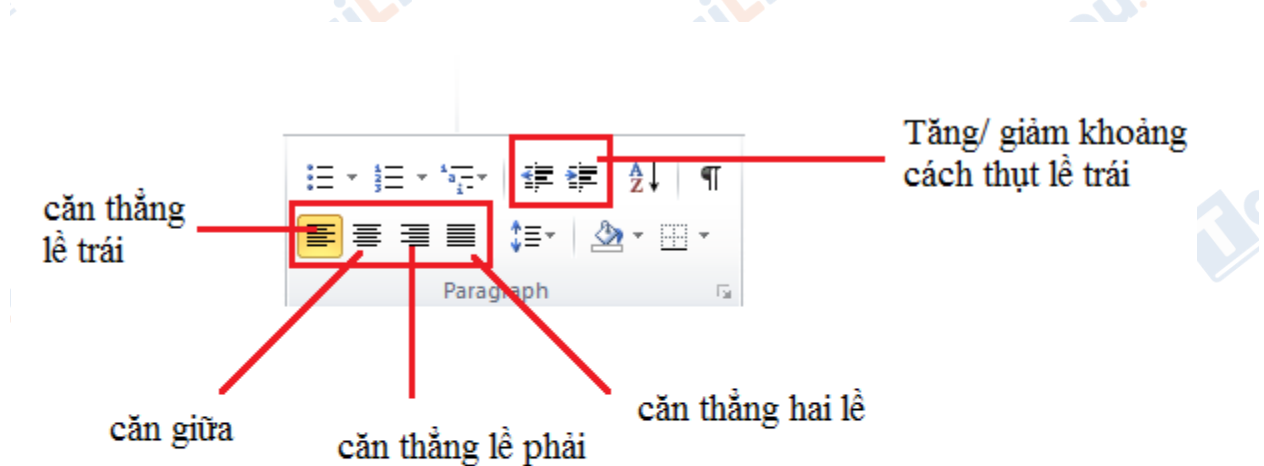 Tăng/ giảm khoảng
cách thụt lề trái
căn thẳng
lề trái
Paragraph
căn giữa
căn thẳng lề phải
căn thẳng hai lề